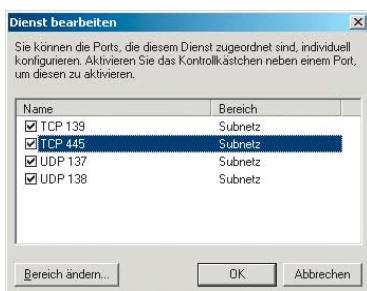 Dienst bearbeiten
Sie können die Ports, die diesem Dienst zugeordnet sind, individuell
konfigurieren. Aktivieren Sie das Kontrollkästchen neben einem Port,
um diesen zu aktivieren.
Name Bereich
TCP 139 Subnetz
TCP 445 Subnetz
UDP 137 Subnetz
UDP 138 Subnetz
Bereich ändern... OK Abbrechen